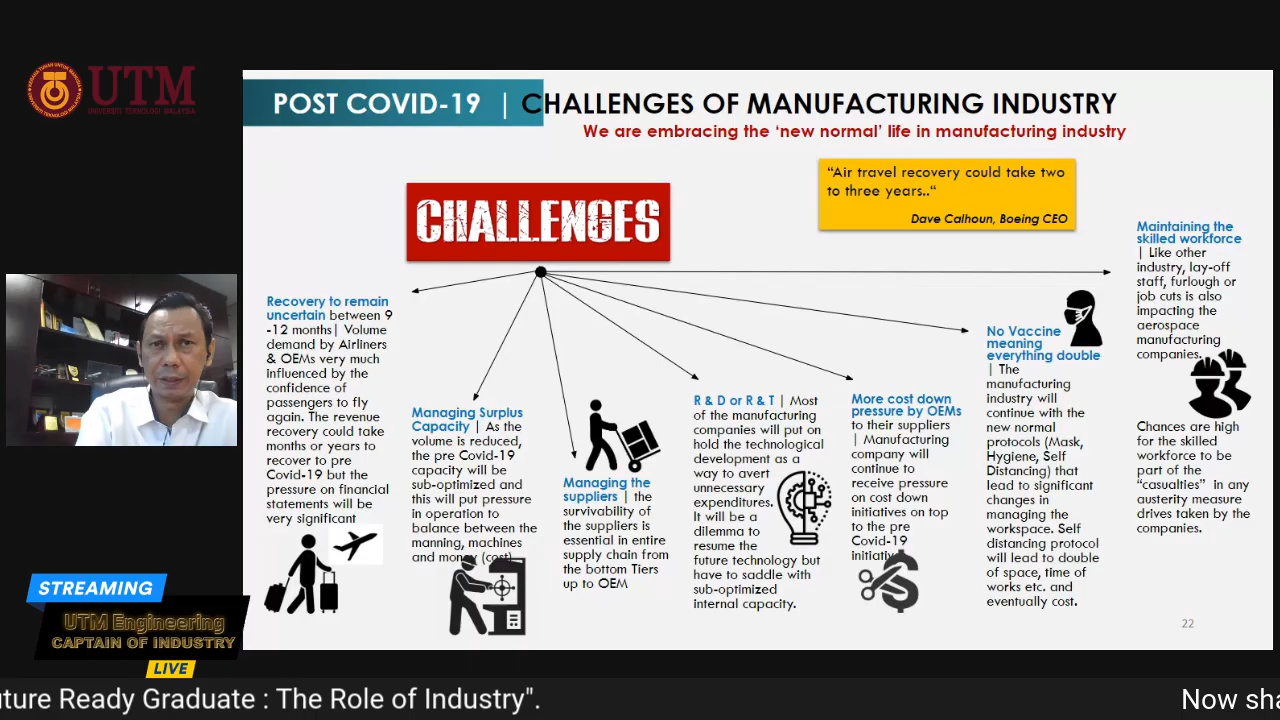 UTM
UNIVERSITI TEKNOLOGI MALAYSIA
POST COVID-19 | CHALLENGES OF MANUFACTURING INDUSTRY
We are embracing the ‘new normal’ life in manufacturing industry
“Air travel recovery could take two
to three years..“
Dave Calhoun, Boeing CEO
CHALLENGES
Recovery to remain
uncertain between 9
-12 months| Volume
demand by Airliners
& OEMs very much
influenced by the
confidence of
passengers to fly
again. The revenue
recovery could take
months or years to
recover to pre
Covid-19 but the
pressure on financial
statements will be
very significant
Managing Surplus
Capacity | As the
volume is reduced,
the pre Covid-19
capacity will be
sub-optimized and
this will put pressure
in operation to
balance between the
manning, machines
and money (cost)
Managing the
suppliers | the
survivability of
the suppliers is
essential in entire
supply chain from
the bottom Tiers
up to OEM
R & D or R & T | Most
of the manufacturing
companies will put on
hold the technological
development as a
way to avert
unnecessary
expenditures.
It will be a
dilemma to
resume the
future technology but
have to saddle with
sub-optimized
internal capacity.
More cost down
pressure by OEMs
to their suppliers
| Manufacturing
company will
continue to
receive pressure
on cost down
initiatives on top
to the pre
Covid-19
No Vaccine
meaning
everything double
| The
manufacturing
industry will
continue with the
new normal
protocols (Mask,
Hygiene, Self
Distancing) that
lead to significant
changes in
managing the
workspace. Self
distancing protocol
will lead to double
of space, time of
works etc. and
eventually cost.
Maintaining the
skilled workforce
| Like other
industry, lay-off
staff, furlough or
job cuts is also
impacting the
aerospace
manufacturing
companies.
Chances are high
for the skilled
workforce to be
part of the
“casualties” in any
austerity measure
drives taken by the
companies.
22
STREAMING
UTM Engineering
CAPTAIN OF INDUSTRY
LIVE
uture Ready Graduate : The Role of Industry".
Now sha